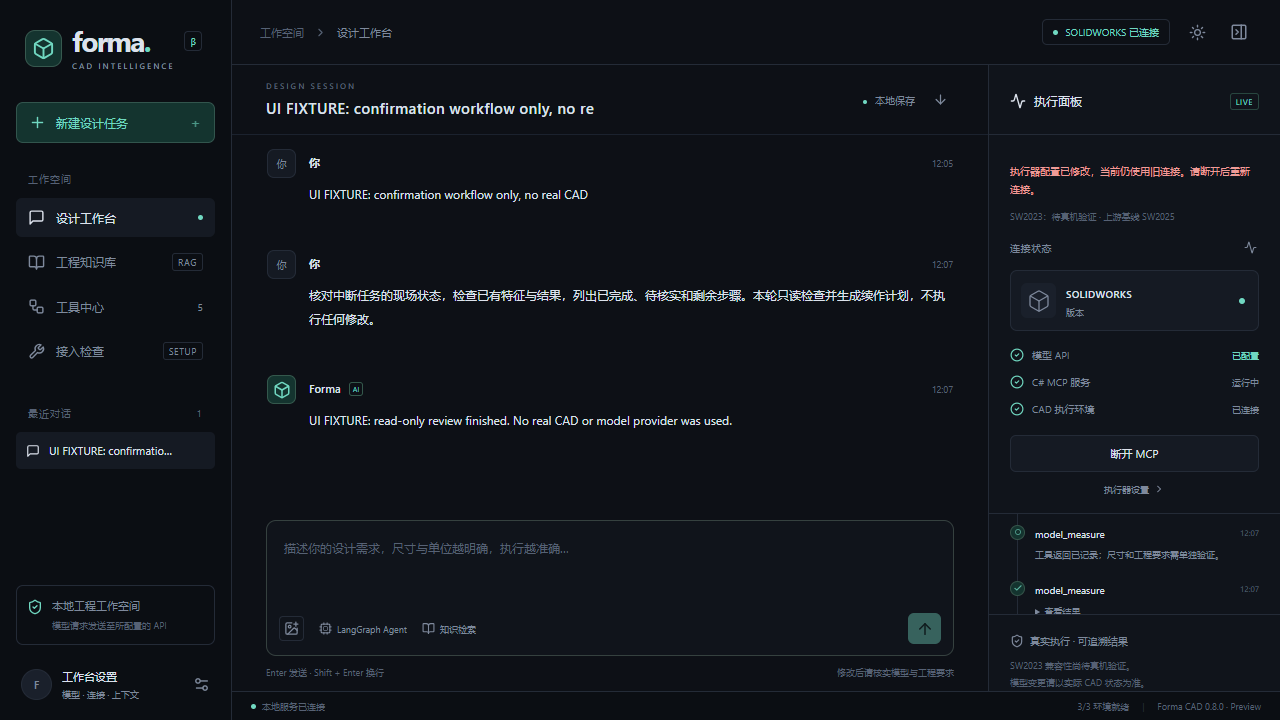 forma.
β
CAD INTELLIGENCE
新建设计任务
+
工作空间
设计工作台
工程知识库
RAG
工具中心
5
接入检查
SETUP
最近对话
1
UI FIXTURE: confirmatio...
本地工程工作空间
模型请求发送至所配置的 API
F
工作台设置
模型 · 连接 · 上下文
工作空间
设计工作台
SOLIDWORKS 已连接
DESIGN SESSION
UI FIXTURE: confirmation workflow only, no re
本地保存
你
你
12:05
UI FIXTURE: confirmation workflow only, no real CAD
你
你
12:07
核对中断任务的现场状态，检查已有特征与结果，列出已完成、待核实和剩余步骤。本轮只读检查并生成续作计划，不执
行任何修改。
Forma
AI
12:07
UI FIXTURE: read-only review finished. No real CAD or model provider was used.
描述你的设计需求，尺寸与单位越明确，执行越准确...
LangGraph Agent
知识检索
Enter 发送 · Shift + Enter 换行
修改后请核实模型与工程要求
执行面板
LIVE
执行器配置已修改，当前仍使用旧连接。请断开后重新
连接。
SW2023：待真机验证 · 上游基线 SW2025
连接状态
SOLIDWORKS
版本
模型 API
已配置
C# MCP 服务
运行中
CAD 执行环境
已连接
断开 MCP
执行器设置
model_measure
12:07
工具返回已记录；尺寸和工程要求需单独验证。
model_measure
12:07
查看结果
真实执行 · 可追溯结果
SW2023 兼容性尚待真机验证。
模型变更请以实际 CAD 状态为准。
本地服务已连接
3/3 环境就绪
Forma CAD 0.8.0 · Preview